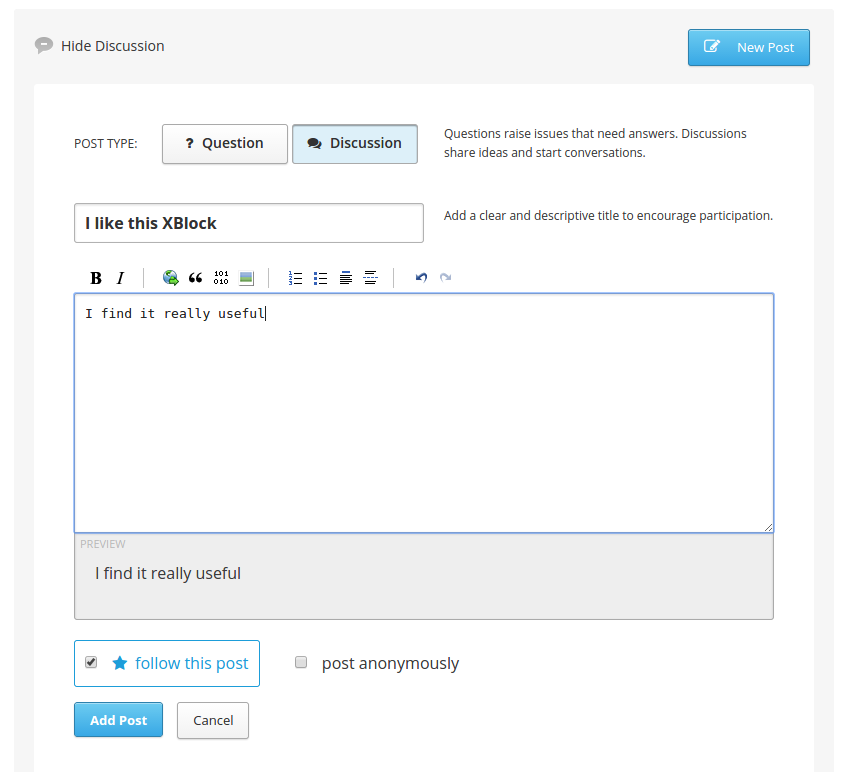 Hide Discussion
New Post
POST TYPE:
? Question
Discussion
Questions raise issues that need answers. Discussions
share ideas and start conversations.
I like this XBlock
Add a clear and descriptive title to encourage participation.
B I
101
010
I find it really useful
PREVIEW
I find it really useful
follow this post
post anonymously
Add Post
Cancel